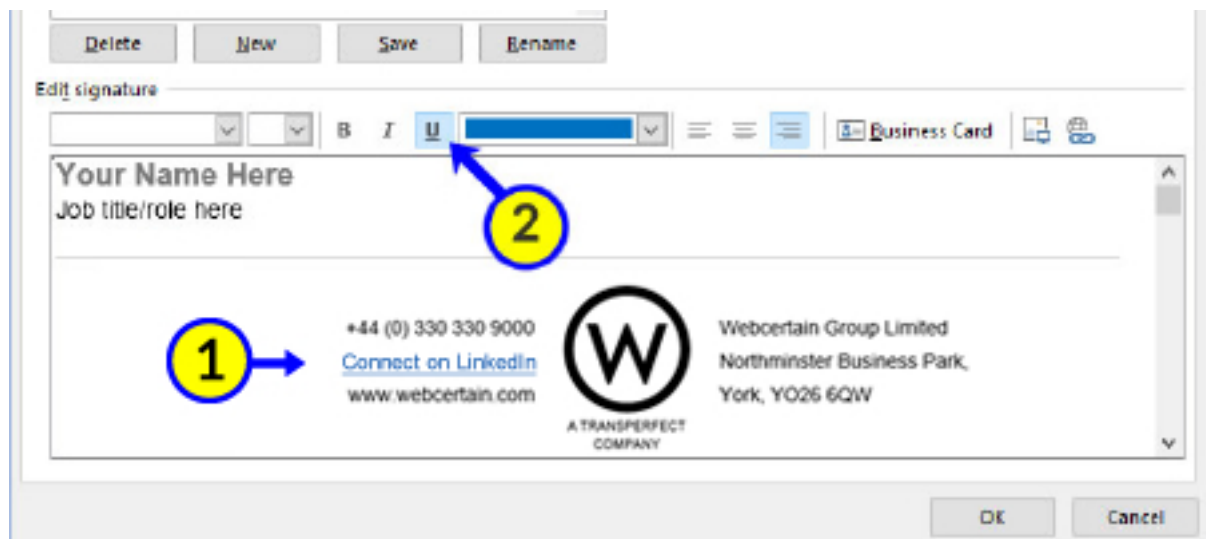 Delete New Save Rename
Edit signature
B I U Business Card
Your Name Here
Job title/role here
2
1
+44 (0) 330 330 9000
Connect on LinkedIn
www.webcertain.com
W
A TRANSPERFECT
COMPANY
Webcertain Group Limited
Northminster Business Park,
York, YO26 6QW
OK Cancel